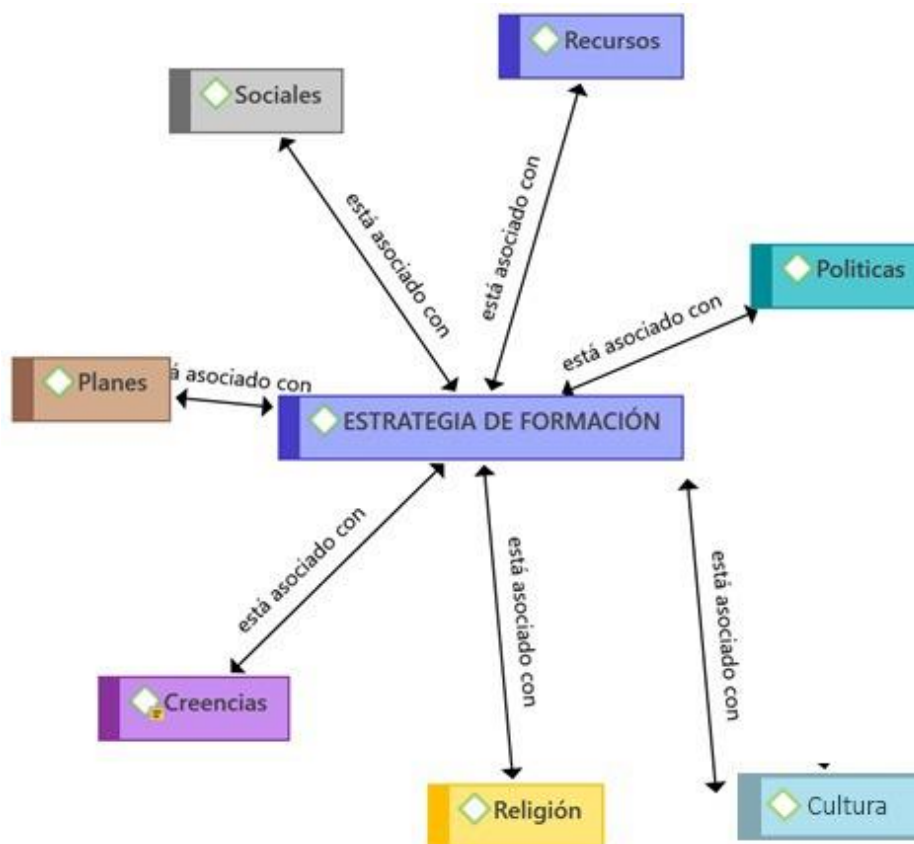 Recursos
Sociales
está asociado con
está asociado con
Politicas
está asociado con
Planes
á asociado con
ESTRATEGIA DE FORMACIÓN
está asociado con
está asociado con
está asociado con
Creencias
Religión
Cultura